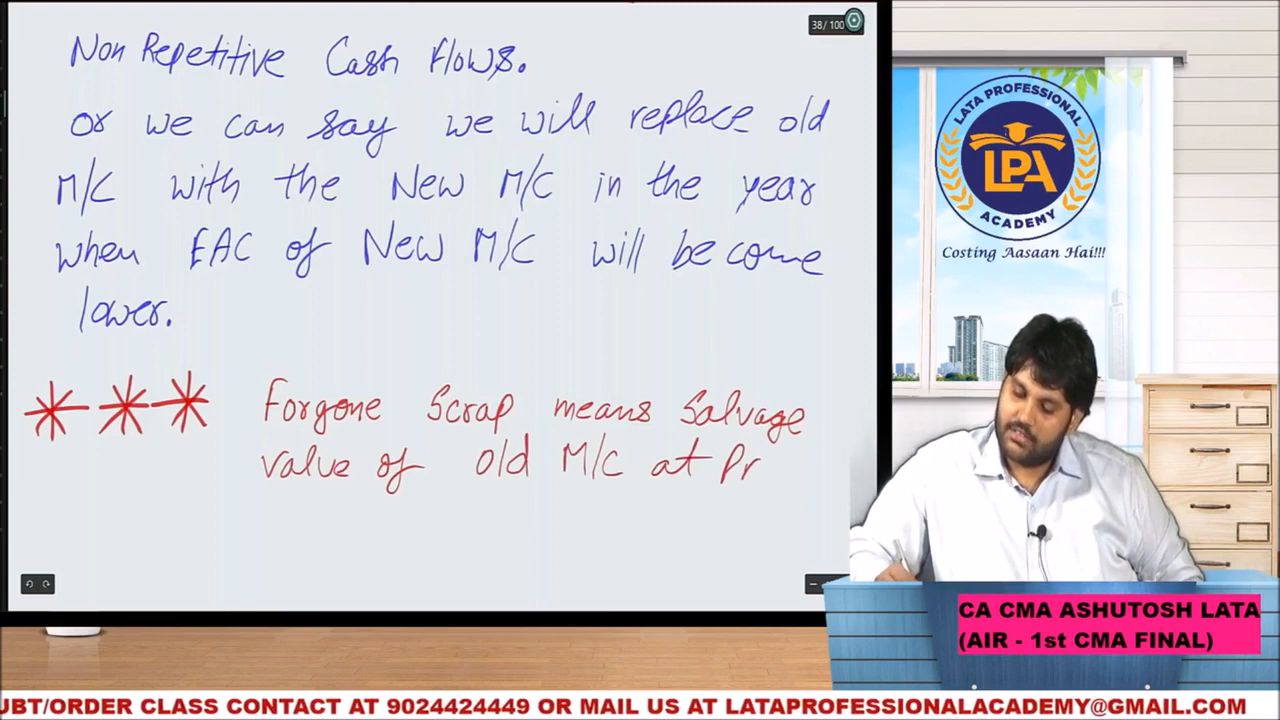 38/100
Non Repetitive Cash flows.
or we can say we will replace old
M/C with the New M/C in the year
when EAC of New M/C will become
lower.
*** Forgone Scrap means Salvage
value of old M/C at Pr
LATA PROFESSIONAL
LPA
ACADEMY
Costing Aasaan Hai!!!
CA CMA ASHUTOSH LATA
(AIR - 1st CMA FINAL)
UBT/ORDER CLASS CONTACT AT 9024424449 OR MAIL US AT LATAPROFESSIONALACADEMY@GMAIL.COM